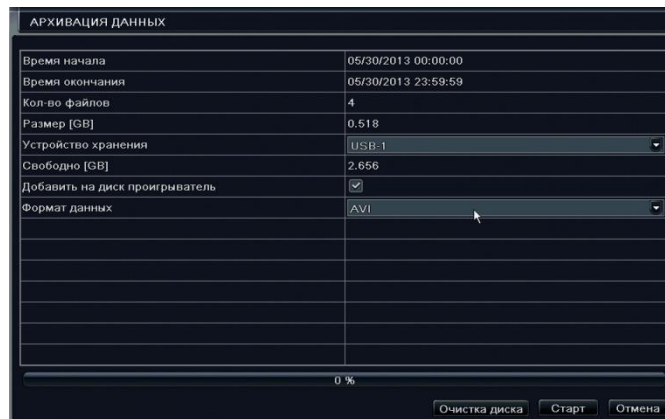 АРХИВАЦИЯ ДАННЫХ
Время начала 05/30/2013 00:00:00
Время окончания 05/30/2013 23:59:59
Кол-во файлов 4
Размер [GB] 0.518
Устройство хранения USB-1
Свободно [GB] 2.656
Добавить на диск проигрыватель
Формат данных AVI
0 %
Очистка диска Старт Отмена